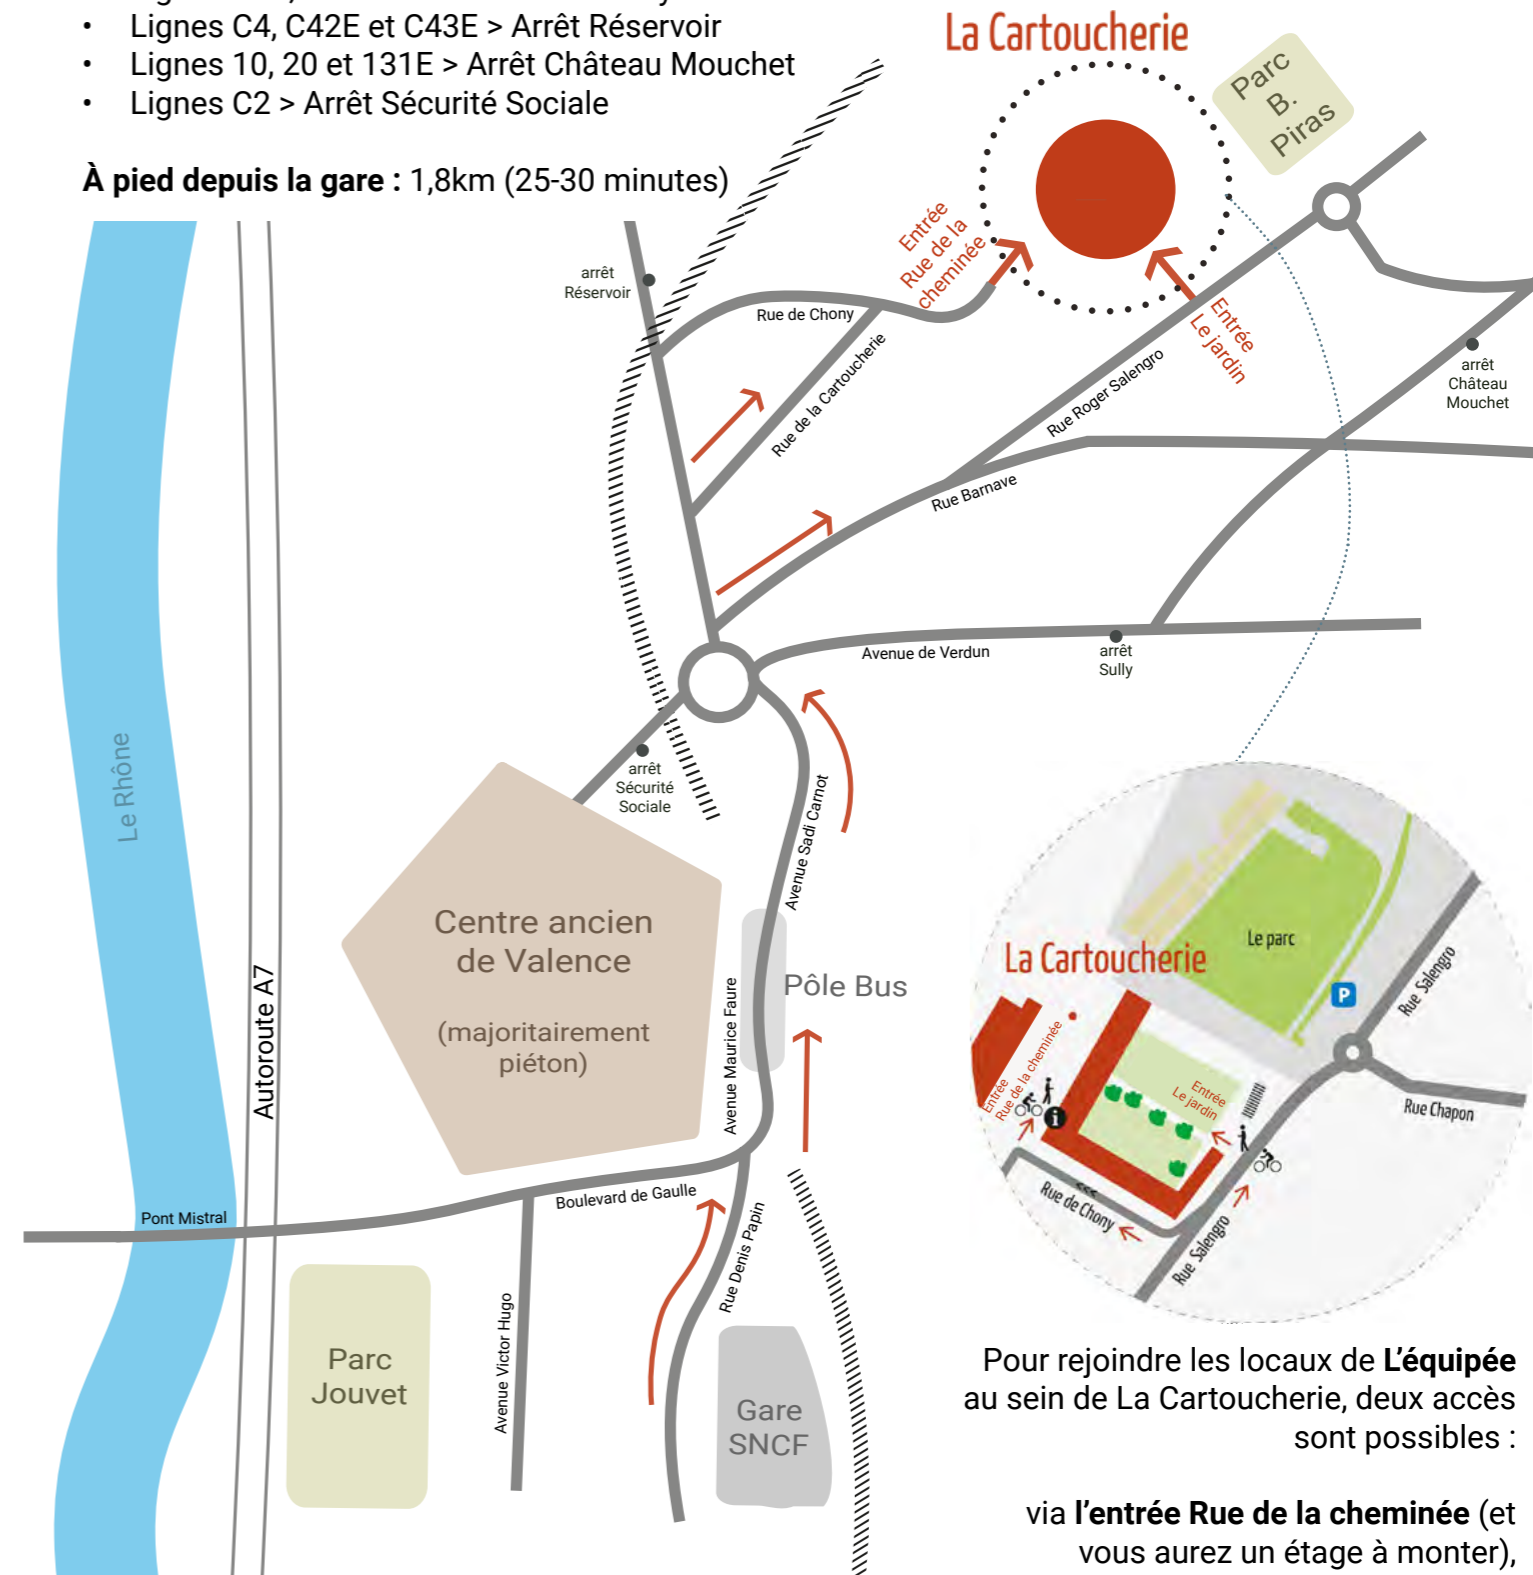 • Lignes C4, C42E et C43E > Arrêt Réservoir
• Lignes 10, 20 et 131E > Arrêt Château Mouchet
• Lignes C2 > Arrêt Sécurité Sociale
À pied depuis la gare : 1,8km (25-30 minutes)
La Cartoucherie
Parc
B.
Piras
Entrée
Rue de la
cheminée
Entrée
Le jardin
arrêt
Réservoir
Rue de Chony
Rue de la Cartoucherie
Rue Roger Salengro
arrêt
Château
Mouchet
Rue Barnave
Avenue de Verdun
arrêt
Sully
arrêt
Sécurité
Sociale
Le Rhône
Autoroute A7
Avenue Sadi Carnot
Centre ancien
de Valence
(majoritairement
piéton)
Pôle Bus
Avenue Maurice Faure
Boulevard de Gaulle
Pont Mistral
Rue Denis Papin
Avenue Victor Hugo
Parc
Jouvet
Gare
SNCF
Le parc
La Cartoucherie
P
Rue Salengro
Entrée
Rue de la cheminée
i
Entrée
Le jardin
Rue Chapon
<<<
Rue de Chony
Rue Salengro
Pour rejoindre les locaux de L’équipée
au sein de La Cartoucherie, deux accès
sont possibles :
via l’entrée Rue de la cheminée (et
vous aurez un étage à monter),